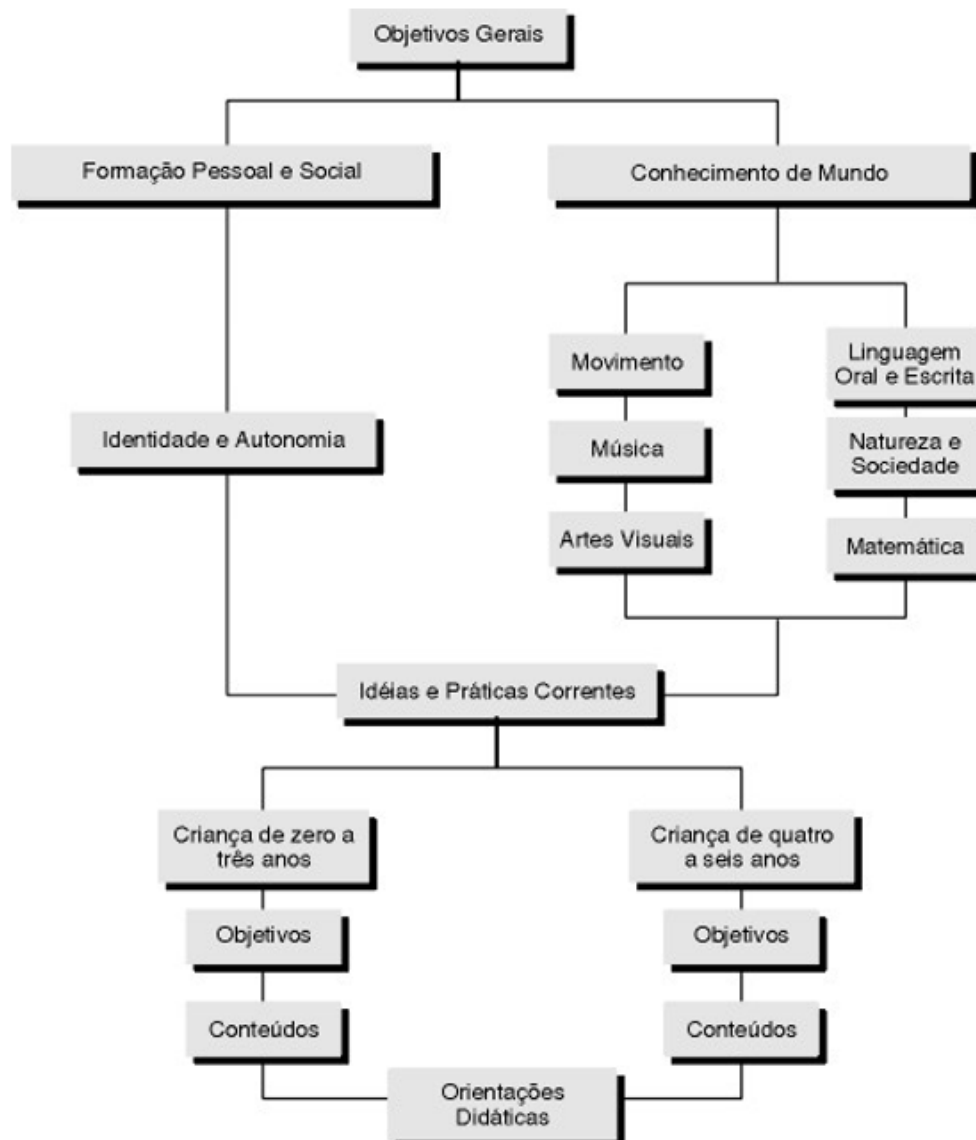 Objetivos Gerais
Formação Pessoal e Social
Conhecimento de Mundo
Movimento
Linguagem
Oral e Escrita
Identidade e Autonomia
Música
Natureza e
Sociedade
Artes Visuais
Matemática
Idéias e Práticas Correntes
Criança de zero a
três anos
Criança de quatro
a seis anos
Objetivos
Objetivos
Conteúdos
Conteúdos
Orientações
Didáticas